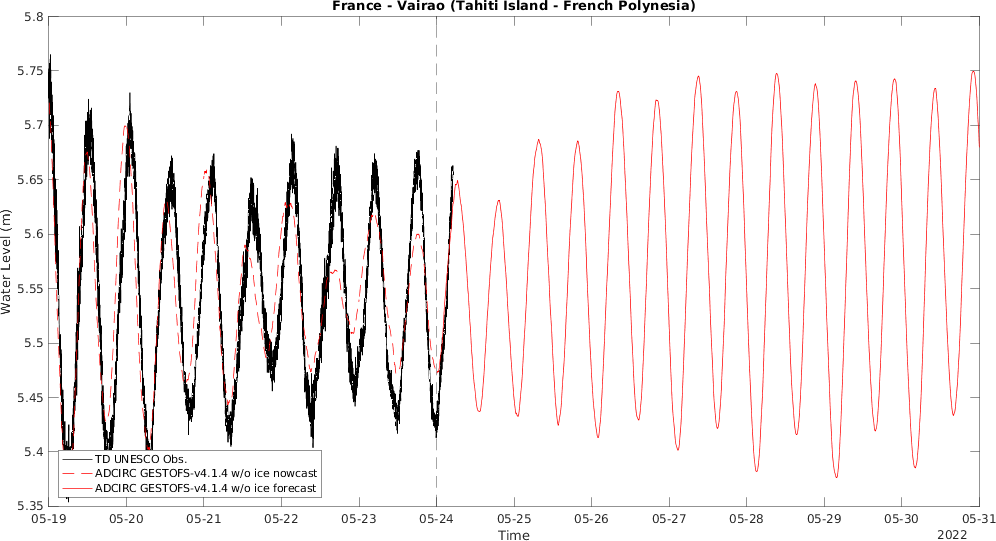 France - Vairao (Tahiti Island - French Polynesia)
5.8
5.75
5.7
5.65
5.6
5.55
5.5
5.45
5.4
5.35
Water Level (m)
TD UNESCO Obs.
ADCIRC GESTOFS-v4.1.4 w/o ice nowcast
ADCIRC GESTOFS-v4.1.4 w/o ice forecast
05-19 05-20 05-21 05-22 05-23 05-24 05-25 05-26 05-27 05-28 05-29 05-30 05-31
Time
2022